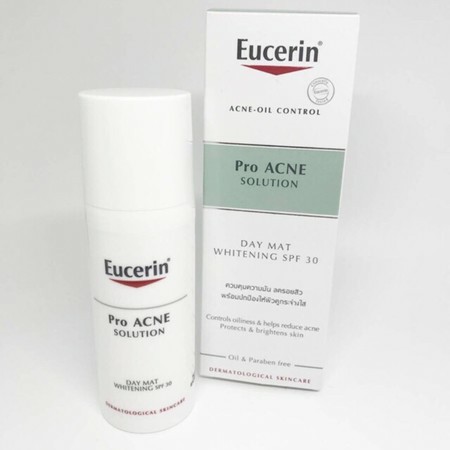 Eucerin®
ACNE-OIL CONTROL
Pro ACNE
SOLUTION
DAY MAT
WHITENING SPF 30
ควบคุมความมัน ลดรอยสิว
พร้อมปกป้องให้ผิวดูกระจ่างใส
Controls oiliness & helps reduce acne
Protects & brightens skin
Oil & Paraben free
DERMATOLOGICAL SKINCARE
Eucerin®
Pro ACNE
SOLUTION
DAY MAT
WHITENING SPF 30
DERMATOLOGICAL SKINCARE